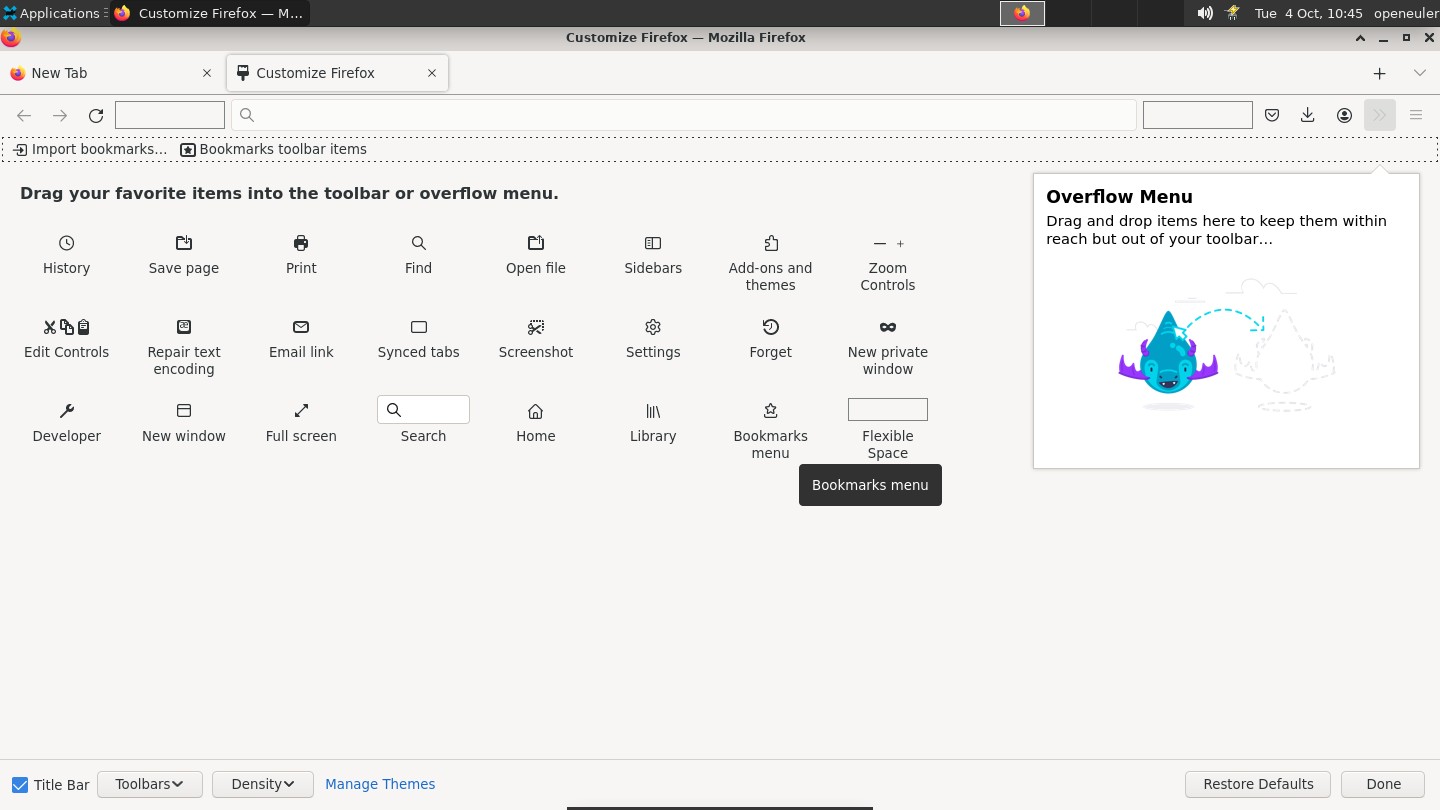 Applications
Customize Firefox — M...
Tue 4 Oct, 10:45
openeuler
Customize Firefox — Mozilla Firefox
New Tab
Customize Firefox
Import bookmarks...
Bookmarks toolbar items
Drag your favorite items into the toolbar or overflow menu.
History
Save page
Print
Find
Open file
Sidebars
Add-ons and
themes
Zoom
Controls
Edit Controls
Repair text
encoding
Email link
Synced tabs
Screenshot
Settings
Forget
New private
window
Developer
New window
Full screen
Search
Home
Library
Bookmarks
menu
Flexible
Space
Bookmarks menu
Overflow Menu
Drag and drop items here to keep them within
reach but out of your toolbar...
Title Bar
Toolbars
Density
Manage Themes
Restore Defaults
Done